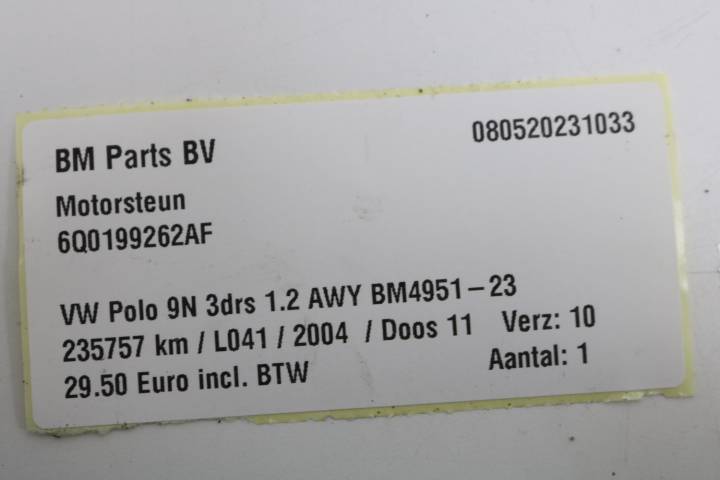 BM Parts BV 080520231033
Motorsteun
6Q0199262AF
VW Polo 9N 3drs 1.2 AWY BM4951-23
235757 km / L041 / 2004 / Doos 11 Verz: 10
29.50 Euro incl. BTW Aantal: 1